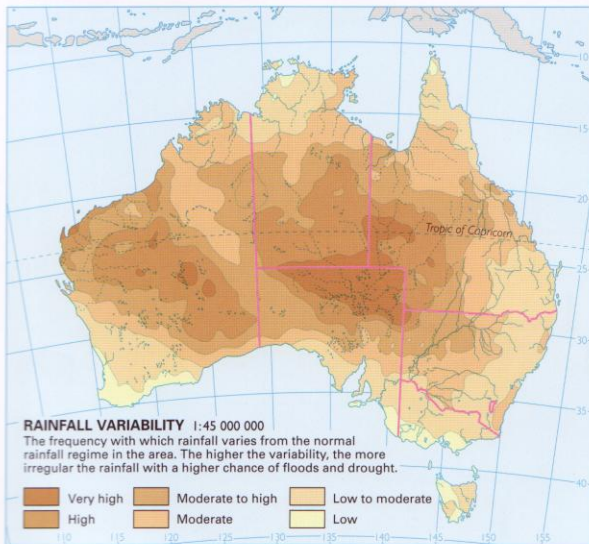 10
15
20
Tropic of Capricorn
25
30
35
RAINFALL VARIABILITY 1:45 000 000
The frequency with which rainfall varies from the normal
rainfall regime in the area. The higher the variability, the more
irregular the rainfall with a higher chance of floods and drought.
40
Very high Moderate to high Low to moderate
High Moderate Low
110 115 120 125 130 135 140 145 150 155